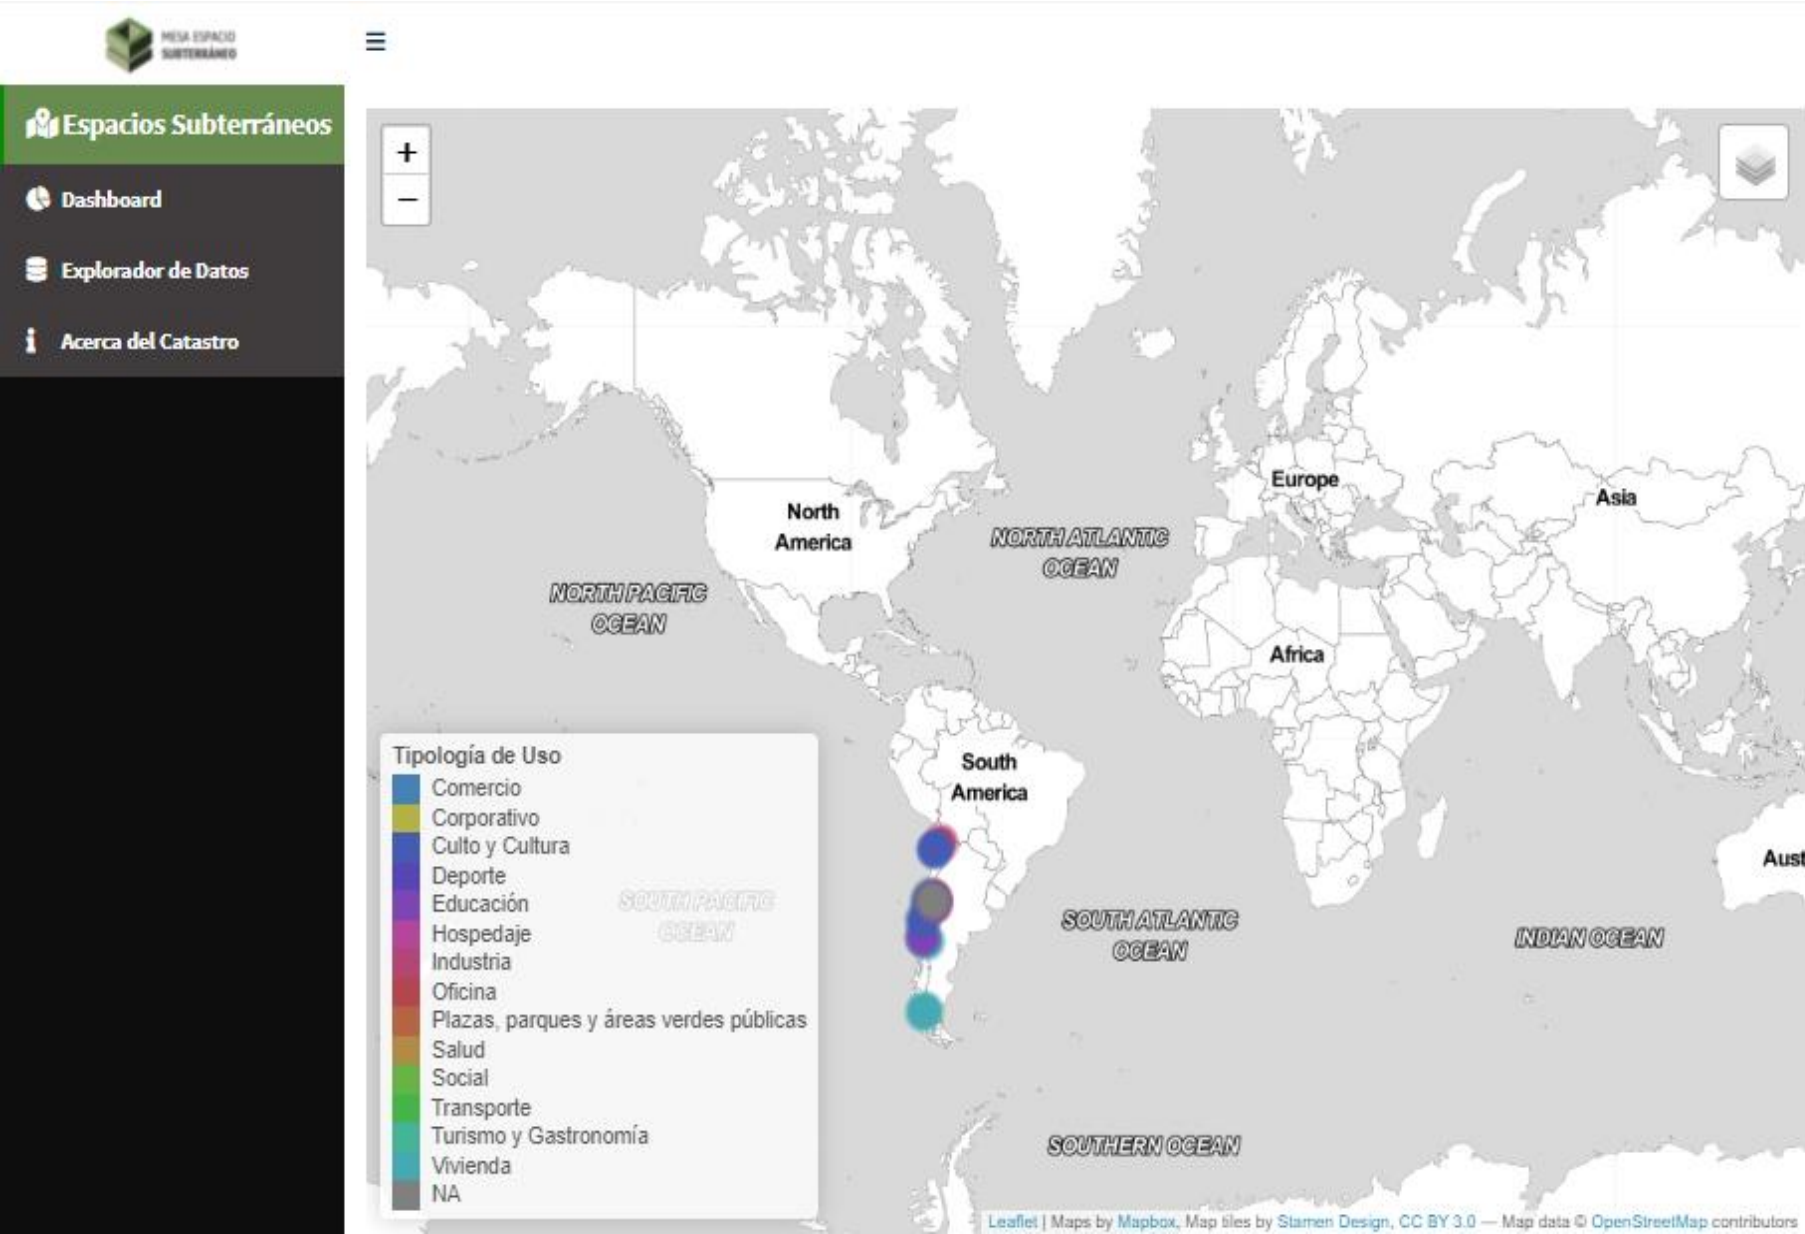 MESA ESPACIO
SUBTERRÁNEO
Espacios Subterráneos
Dashboard
Explorador de Datos
Acerca del Catastro
+
−
North
America
Europe
Asia
NORTH ATLANTIC
OCEAN
NORTH PACIFIC
OCEAN
Africa
South
America
Aust
SOUTH PACIFIC
OCEAN
SOUTH ATLANTIC
OCEAN
INDIAN OCEAN
SOUTHERN OCEAN
Tipología de Uso
Comercio
Corporativo
Culto y Cultura
Deporte
Educación
Hospedaje
Industria
Oficina
Plazas, parques y áreas verdes públicas
Salud
Social
Transporte
Turismo y Gastronomía
Vivienda
NA
Leaflet | Maps by Mapbox, Map tiles by Stamen Design, CC BY 3.0 — Map data © OpenStreetMap contributors